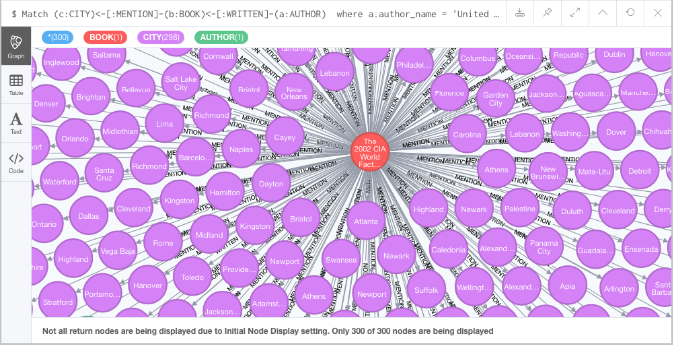 $ Match (c:CITY)<-[:MENTION]-(b:BOOK)<-[:WRITTEN]-(a:AUTHOR) where a.author_name = 'United ...
*(300) BOOK(1) CITY(298) AUTHOR(1)
Graph
Table
Text
Code
Inglewood
Saltama
Cornwall
Lebanon
Philadel...
Columbus
Oceansi...
Republic
Dublin
Denver
Brighton
Bellevue
Salt Lake
City
Bristol
New
Orleans
Florence
Garden
City
Jackson...
Aguasca...
Manche...
Orlando
Midlothian
Lima
Richmond
Cayey
The
2002 CIA
World
Fact...
Carolina
Lebanon
Washing...
Dover
Chihuah
Waterford
Santa
Cruz
Richmond
Barcelo...
Naples
Athens
New
Brunswi...
Mata-Utu
Detroit
Ontario
Dallas
Cleveland
Kingston
Hamilton
Dayton
Highland
Newark
Palestine
Duluth
Cleveland
Derry
Highland
Vega Baja
Rome
Midland
Kingston
Bristol
Atlanta
Caledonia
Alexand...
Panama
City
Guadala...
Ensenada
Stratford
Portsmo...
Hanover
Toledo
Provide...
Newport
Swansea
Newark
Suffolk
Wellingt...
Alexand...
Apia
Arlington
Santa
Barba
Jackson...
Adamst...
Athens
Newport
MENTION
Not all return nodes are being displayed due to Initial Node Display setting. Only 300 of 300 nodes are being displayed